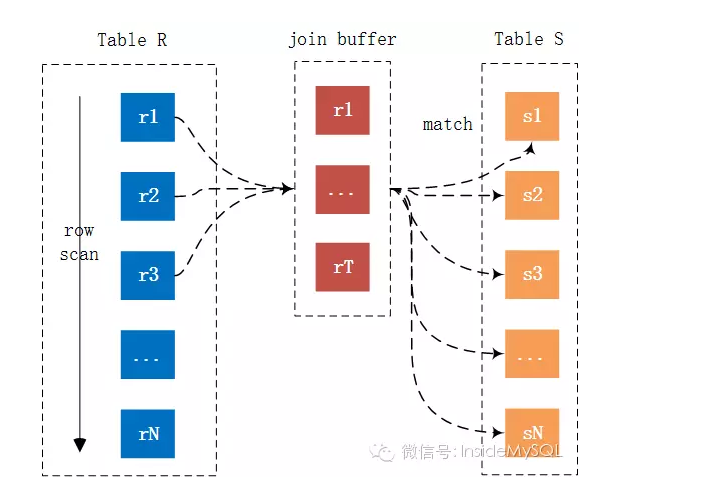 Table R
join buffer
Table S
r1
r1
s1
match
r2
...
s2
row
scan
r3
rT
s3
...
...
rN
sN
微信号: InsideMySQL